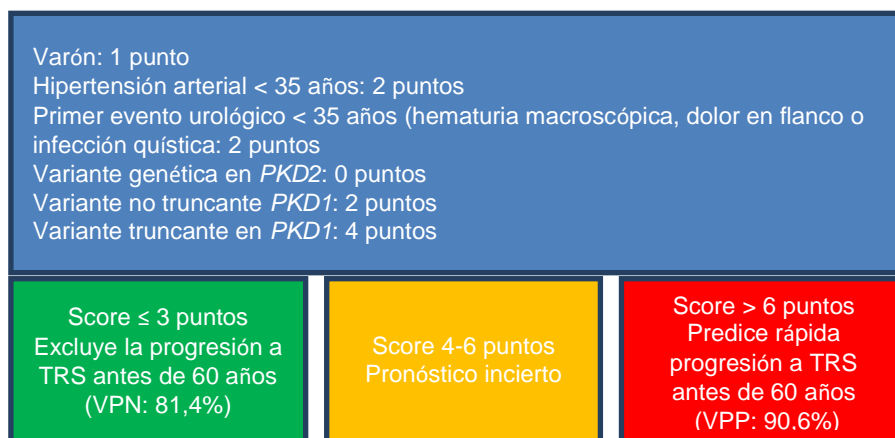 Varón: 1 punto
Hipertensión arterial < 35 años: 2 puntos
Primer evento urológico < 35 años (hematuria macroscópica, dolor en flanco o
infección quística: 2 puntos
Variante genética en PKD2: 0 puntos
Variante no truncante PKD1: 2 puntos
Variante truncante en PKD1: 4 puntos
Score ≤ 3 puntos
Excluye la progresión a
TRS antes de 60 años
(VPN: 81,4%)
Score 4-6 puntos
Pronóstico incierto
Score > 6 puntos
Predice rápida
progresión a TRS
antes de 60 años
(VPP: 90,6%)